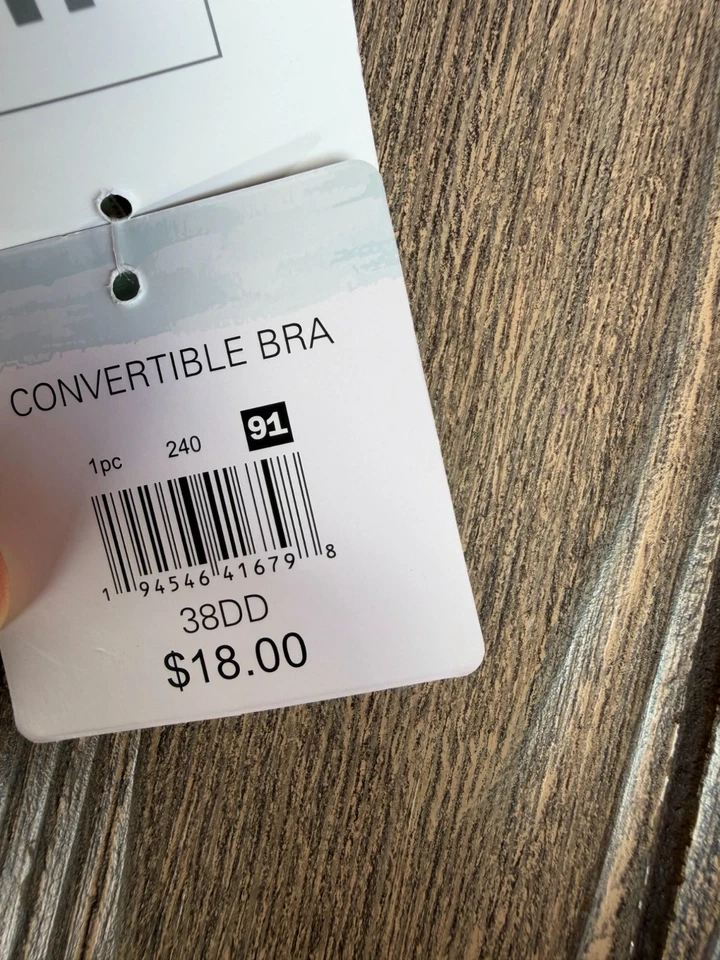 CONVERTIBLE BRA
1pc 240 91
1 94546 41679 8
38DD
$18.00